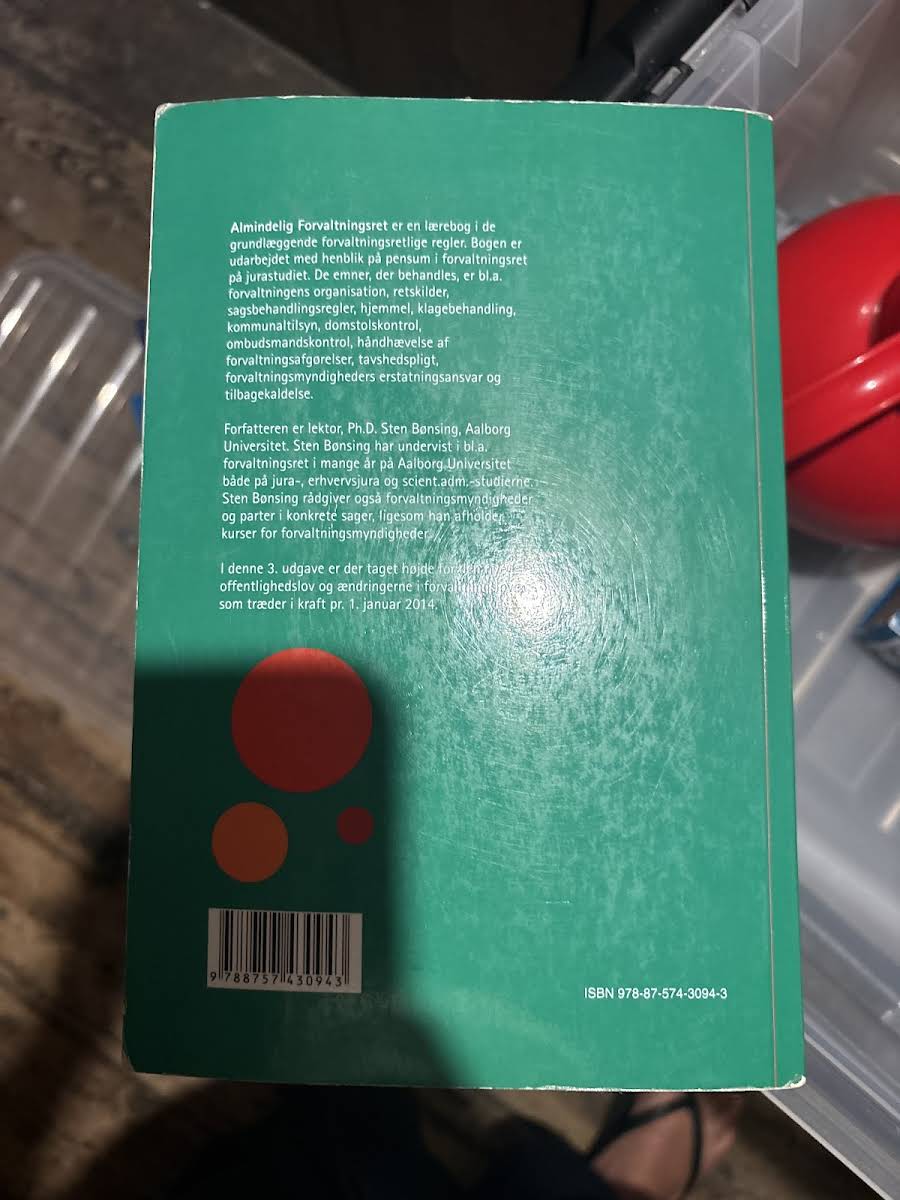 Almindelig Forvaltningsret er en lærebog i de
grundlæggende forvaltningsretlige regler. Bogen er
udarbejdet med henblik på pensum i forvaltningsret
på jurastudiet. De emner, der behandles, er bl.a.
forvaltningens organisation, retskilder,
sagsbehandlingsregler, hjemmel, klagebehandling,
kommunaltilsyn, domstolskontrol,
ombudsmandskontrol, håndhævelse af
forvaltningsafgørelser, tavshedspligt,
forvaltningsmyndigheders erstatningsansvar og
tilbagekaldelse.
Forfatteren er lektor, Ph.D. Sten Bønsing, Aalborg
Universitet. Sten Bønsing har undervist i bl.a.
forvaltningsret i mange år på Aalborg Universitet
både på jura-, erhvervsjura og scient.adm.-studierne.
Sten Bønsing rådgiver også forvaltningsmyndigheder
og parter i konkrete sager, ligesom han afholder
kurser for forvaltningsmyndigheder.
I denne 3. udgave er der taget højde for den
offentlighedslov og ændringerne i
som træder i kraft pr. 1. januar 2014.
9 788757 430943
ISBN 978-87-574-3094-3